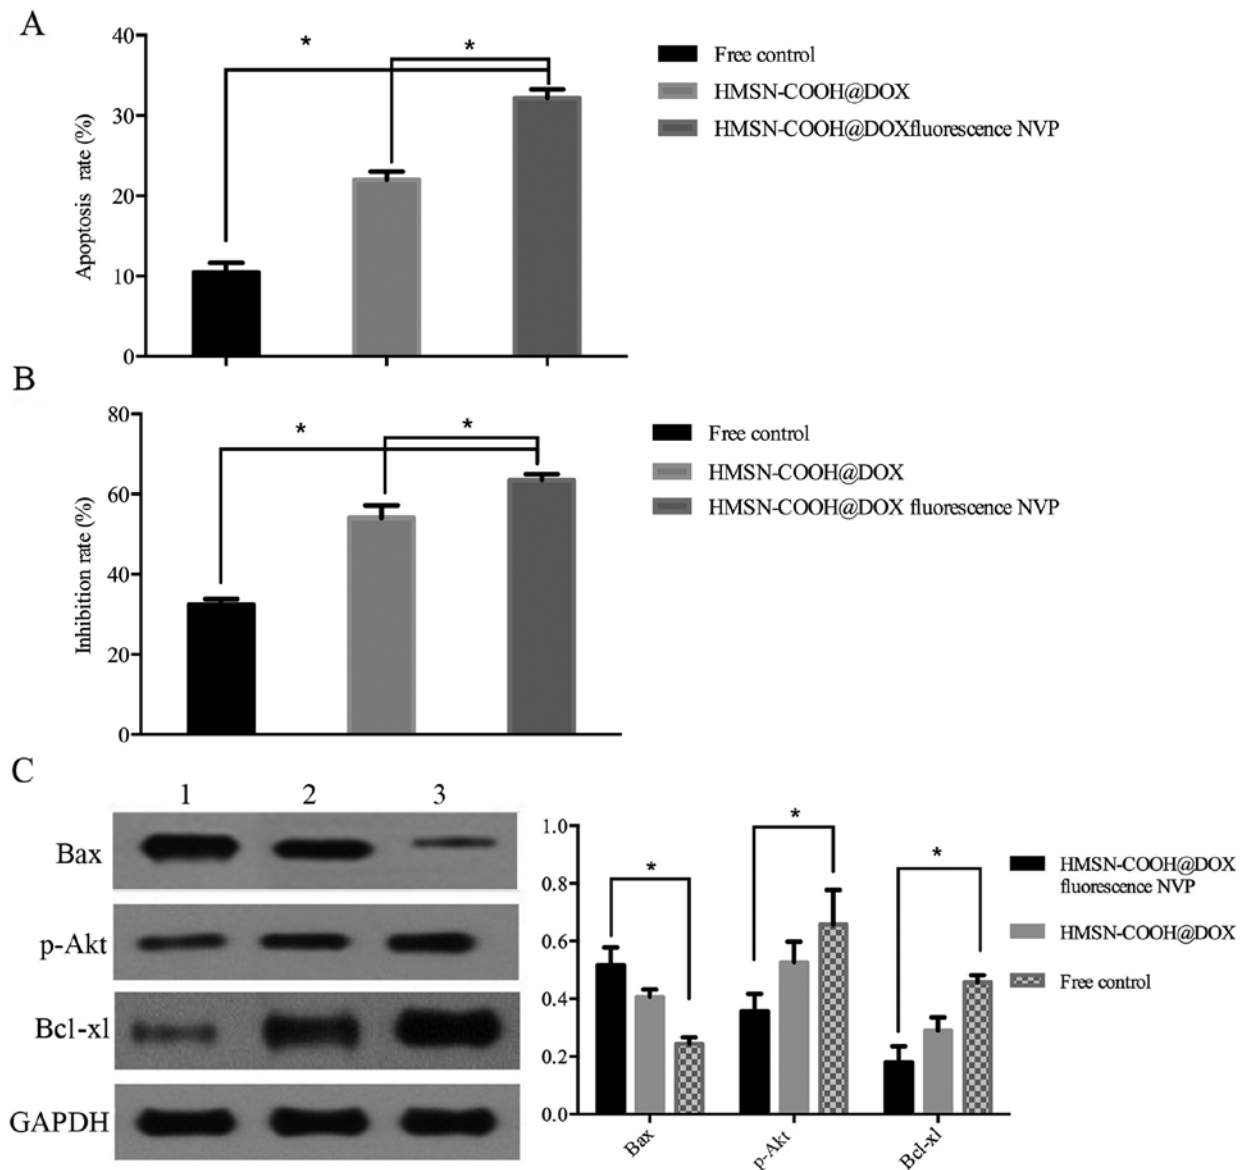 A
40
30
20
10
0
Apoptosis rate (%)
*
*
Free control
HMSN-COOH@DOX
HMSN-COOH@DOXfluorescence NVP
B
80
60
40
20
0
Inhibition rate (%)
*
*
Free control
HMSN-COOH@DOX
HMSN-COOH@DOX fluorescence NVP
C
1 2 3
Bax
p-Akt
Bcl-xl
GAPDH
1.0
0.8
0.6
0.4
0.2
0.0
*
*
*
Bax
p-Akt
Bcl-xl
HMSN-COOH@DOX
fluorescence NVP
HMSN-COOH@DOX
Free control